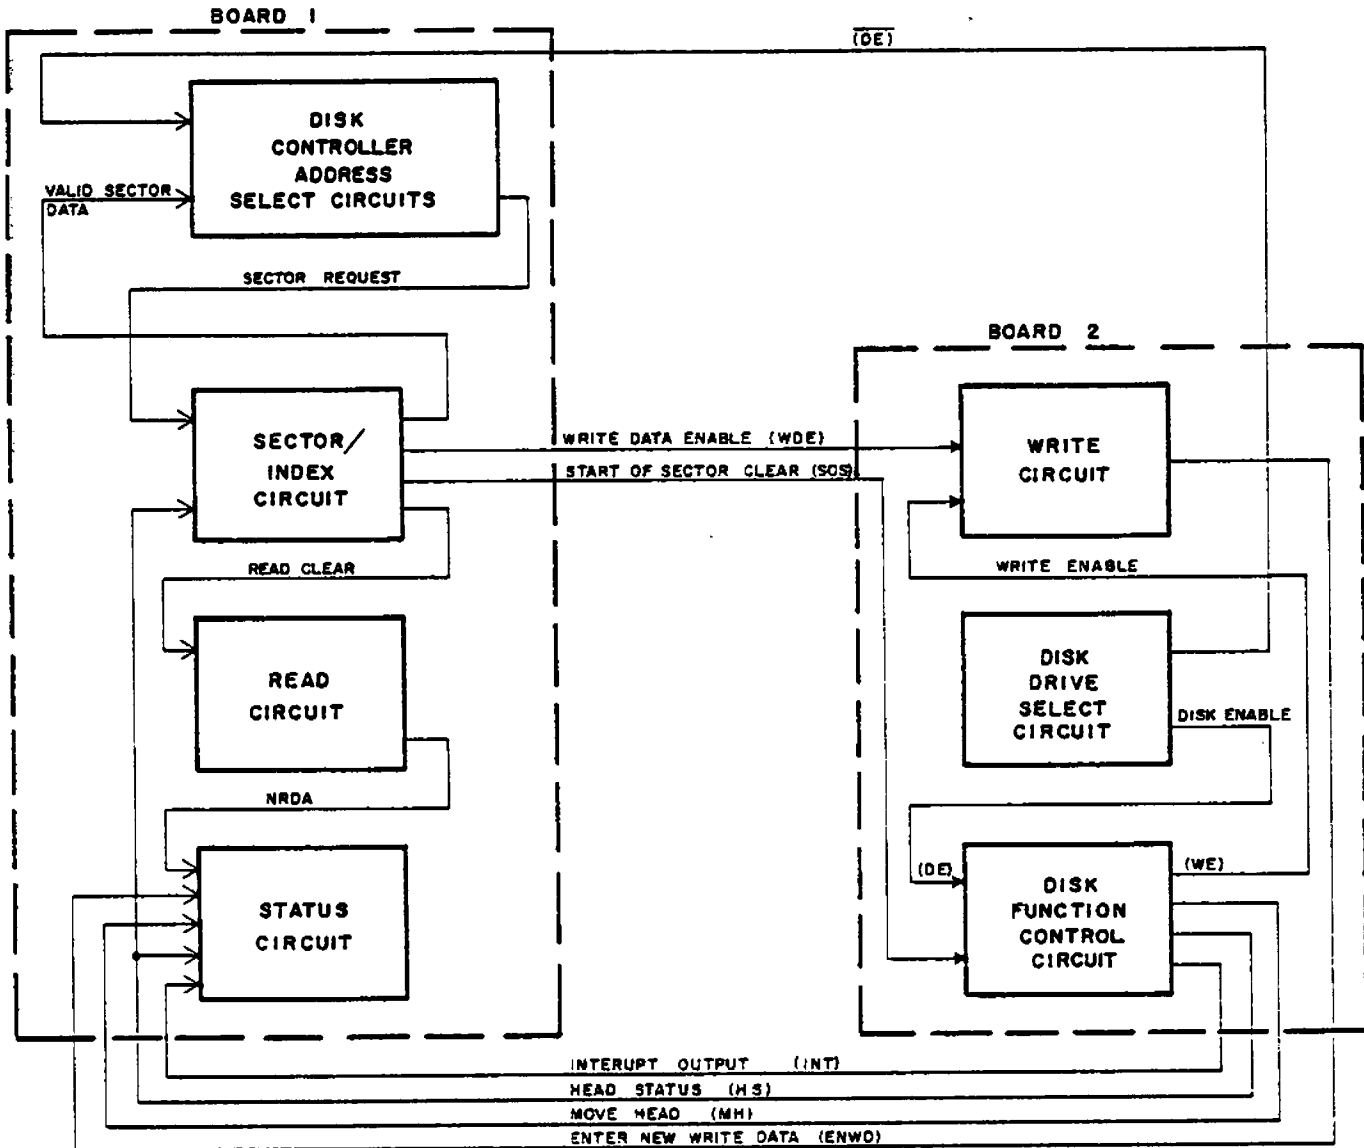 BOARD 1
(DE)
DISK
CONTROLLER
ADDRESS
SELECT CIRCUITS
VALID SECTOR
DATA
SECTOR REQUEST
BOARD 2
SECTOR/
INDEX
CIRCUIT
WRITE DATA ENABLE (WDE)
START OF SECTOR CLEAR (SOS)
WRITE
CIRCUIT
READ CLEAR
WRITE ENABLE
READ
CIRCUIT
DISK
DRIVE
SELECT
CIRCUIT
DISK ENABLE
NRDA
STATUS
CIRCUIT
(DE)
(WE)
DISK
FUNCTION
CONTROL
CIRCUIT
INTERUPT OUTPUT (INT)
HEAD STATUS (HS)
MOVE HEAD (MH)
ENTER NEW WRITE DATA (ENWD)